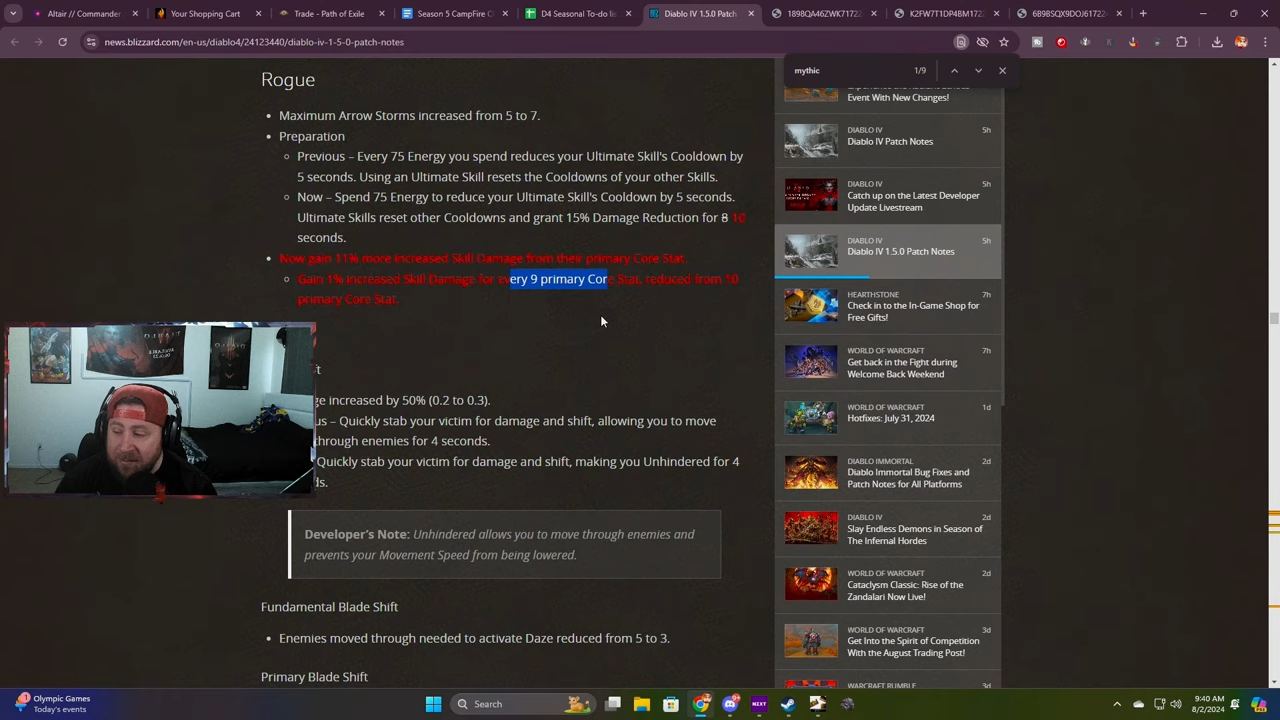 Altair // Command
Your Shopping Cart
Trade - Path of Exile
Season 5 CampFire C
D4 Seasonal To-do lis
Diablo IV 1.5.0 Patch
1898QA46ZWK71722
K2FW7T1DP4BM1722
6B98SQX9DOJ61722
news.blizzard.com/en-us/diablo4/24123440/diablo-iv-1-5-0-patch-notes
mythic
1/9
Rogue
Maximum Arrow Storms increased from 5 to 7.
Preparation
Previous – Every 75 Energy you spend reduces your Ultimate Skill's Cooldown by
5 seconds. Using an Ultimate Skill resets the Cooldowns of your other Skills.
Now – Spend 75 Energy to reduce your Ultimate Skill's Cooldown by 5 seconds.
Ultimate Skills reset other Cooldowns and grant 15% Damage Reduction for 8 10
seconds.
Now gain 11% more increased Skill Damage from their primary Core Stat.
Gain 1% increased Skill Damage for every 9 primary Core Stat, reduced from 10
primary Core Stat.
ft
ge increased by 50% (0.2 to 0.3).
us – Quickly stab your victim for damage and shift, allowing you to move
through enemies for 4 seconds.
Quickly stab your victim for damage and shift, making you Unhindered for 4
ds.
Developer's Note: Unhindered allows you to move through enemies and
prevents your Movement Speed from being lowered.
Fundamental Blade Shift
Enemies moved through needed to activate Daze reduced from 5 to 3.
Primary Blade Shift
Event With New Changes!
DIABLO IV 5h
Diablo IV Patch Notes
DIABLO IV 5h
Catch up on the Latest Developer
Update Livestream
DIABLO IV 5h
Diablo IV 1.5.0 Patch Notes
HEARTHSTONE 7h
Check in to the In-Game Shop for
Free Gifts!
WORLD OF WARCRAFT 7h
Get back in the Fight during
Welcome Back Weekend
WORLD OF WARCRAFT 1d
Hotfixes: July 31, 2024
DIABLO IMMORTAL 2d
Diablo Immortal Bug Fixes and
Patch Notes for All Platforms
DIABLO IV 2d
Slay Endless Demons in Season of
The Infernal Hordes
WORLD OF WARCRAFT 2d
Cataclysm Classic: Rise of the
Zandalari Now Live!
WORLD OF WARCRAFT 3d
Get Into the Spirit of Competition
With the August Trading Post!
WARCRAFT RUMBLE 3d
Olympic Games
Today's events
Search
9:40 AM
8/2/2024